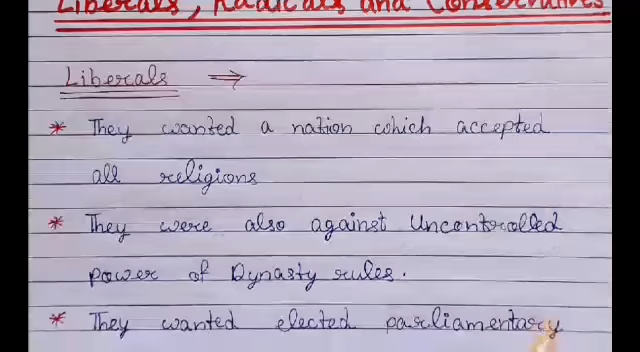 Liberals, Radicals and Conservatives
Liberals →
* They wanted a nation which accepted
all religions
* They were also against Uncontrolled
power of Dynasty rules.
* They wanted elected parliamentary